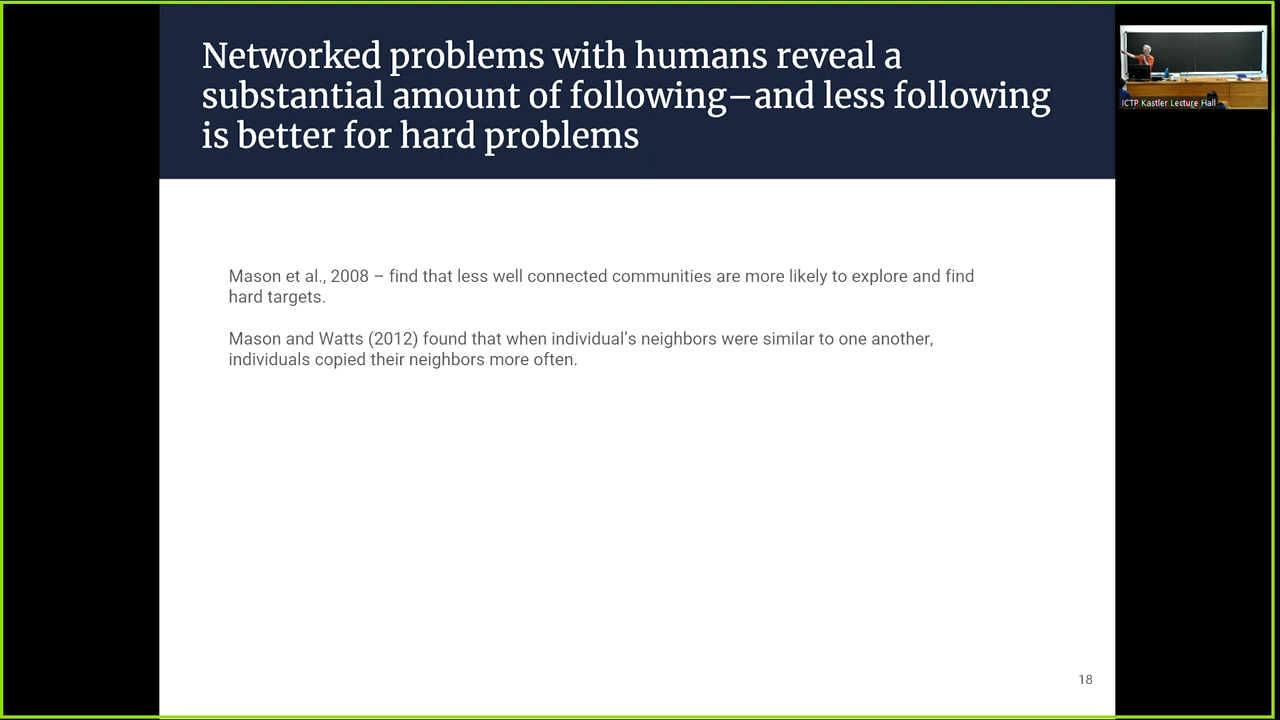 Networked problems with humans reveal a
substantial amount of following—and less following
is better for hard problems
ICTP Kastler Lecture Hall
Mason et al., 2008 – find that less well connected communities are more likely to explore and find
hard targets.
Mason and Watts (2012) found that when individual's neighbors were similar to one another,
individuals copied their neighbors more often.
18